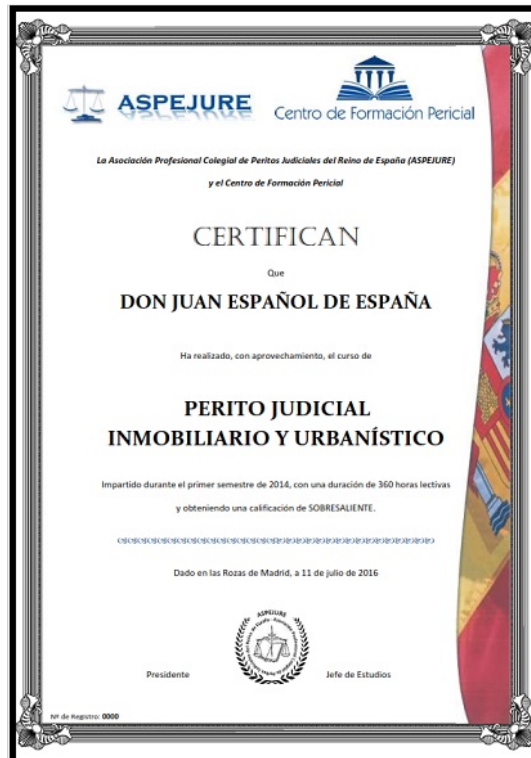 ASPEJURE
Centro de Formación Pericial
La Asociación Profesional Colegial de Peritos Judiciales del Reino de España (ASPEJURE)
y el Centro de Formación Pericial
CERTIFICAN
Que
DON JUAN ESPAÑOL DE ESPAÑA
Ha realizado, con aprovechamiento, el curso de
PERITO JUDICIAL
INMOBILIARIO Y URBANÍSTICO
Impartido durante el primer semestre de 2014, con una duración de 360 horas lectivas
y obteniendo una calificación de SOBRESALIENTE.
Dado en las Rozas de Madrid, a 11 de julio de 2016
ASPEJURE
Presidente
Jefe de Estudios
Nº de Registro: 0000